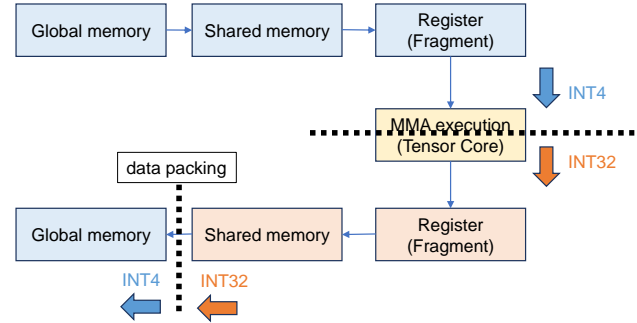 Global memory
Shared memory
Register
(Fragment)
INT4
MMA execution
(Tensor Core)
INT32
data packing
Global memory
Shared memory
Register
(Fragment)
INT4
INT32